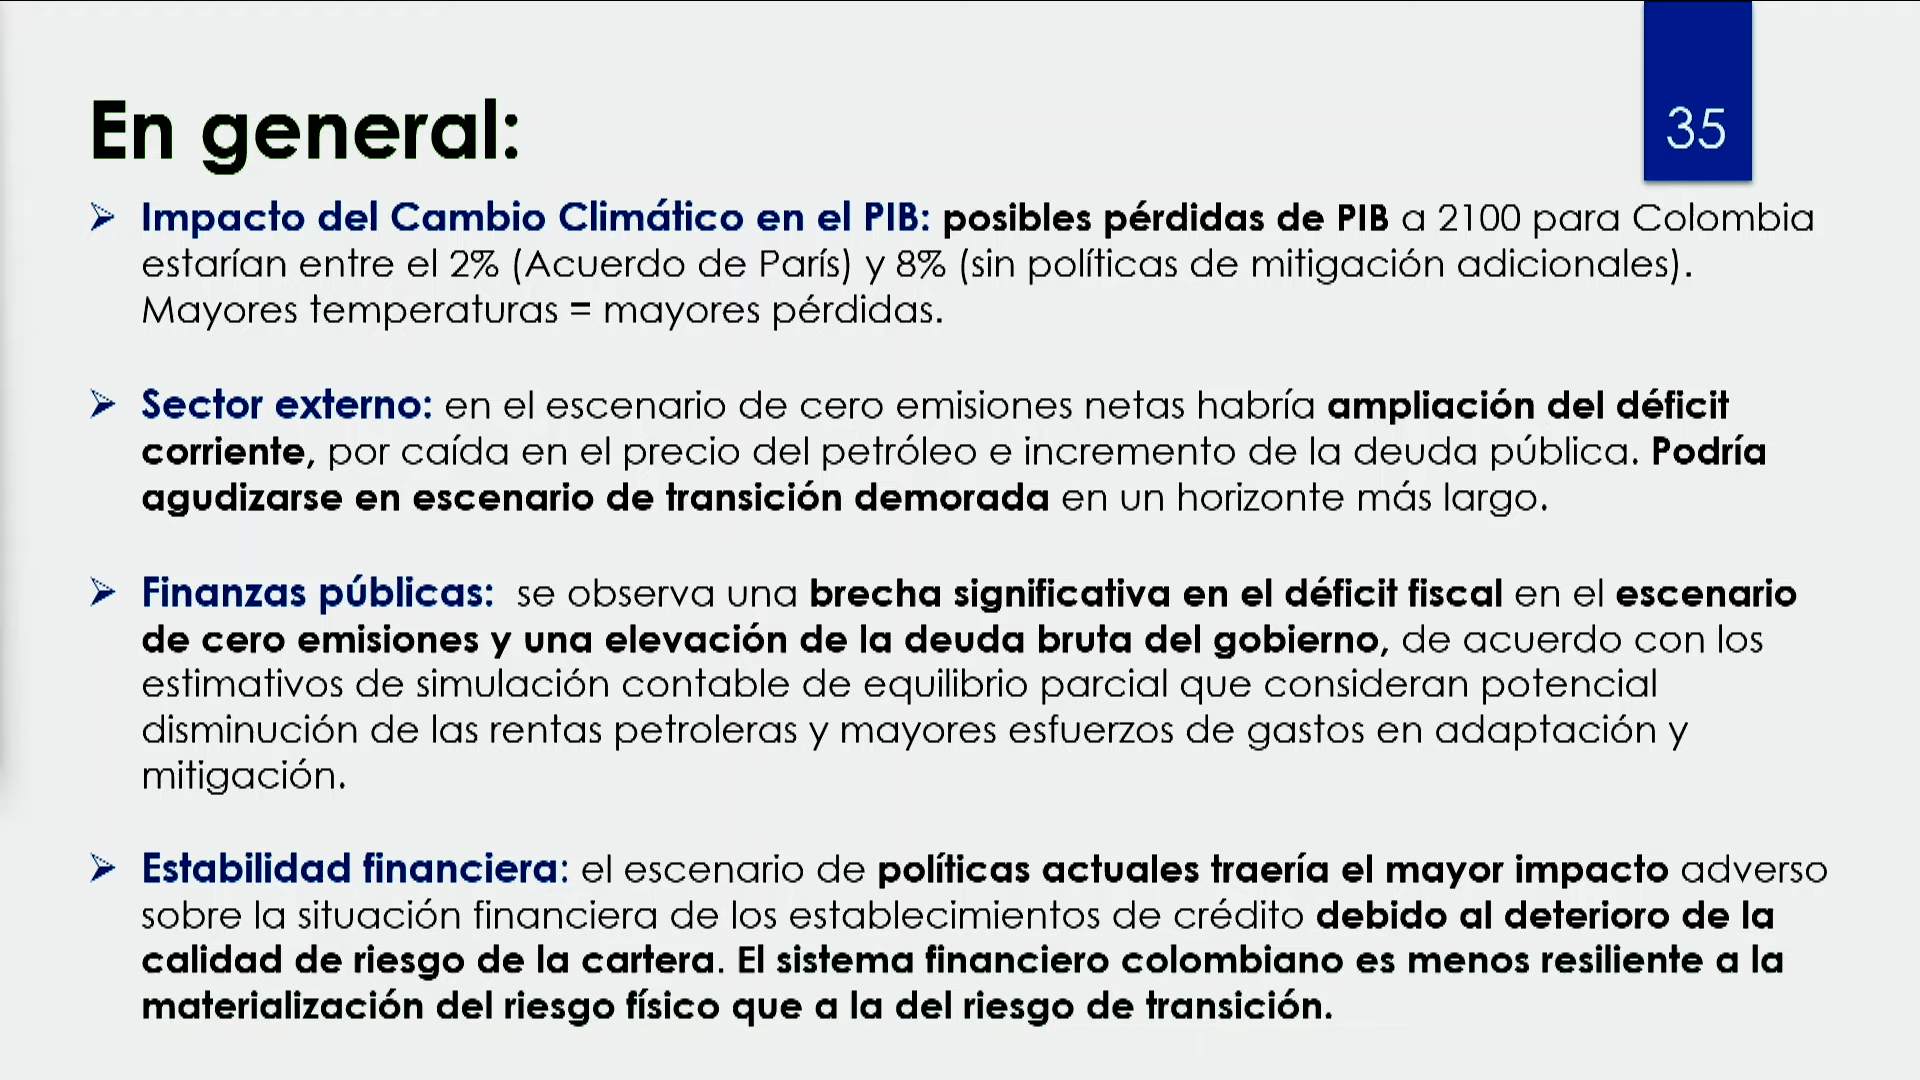 En general:
35
Impacto del Cambio Climático en el PIB: posibles pérdidas de PIB a 2100 para Colombia
estarían entre el 2% (Acuerdo de París) y 8% (sin políticas de mitigación adicionales).
Mayores temperaturas = mayores pérdidas.
Sector externo: en el escenario de cero emisiones netas habría ampliación del déficit
corriente, por caída en el precio del petróleo e incremento de la deuda pública. Podría
agudizarse en escenario de transición demorada en un horizonte más largo.
Finanzas públicas: se observa una brecha significativa en el déficit fiscal en el escenario
de cero emisiones y una elevación de la deuda bruta del gobierno, de acuerdo con los
estimativos de simulación contable de equilibrio parcial que consideran potencial
disminución de las rentas petroleras y mayores esfuerzos de gastos en adaptación y
mitigación.
Estabilidad financiera: el escenario de políticas actuales traería el mayor impacto adverso
sobre la situación financiera de los establecimientos de crédito debido al deterioro de la
calidad de riesgo de la cartera. El sistema financiero colombiano es menos resiliente a la
materialización del riesgo físico que a la del riesgo de transición.